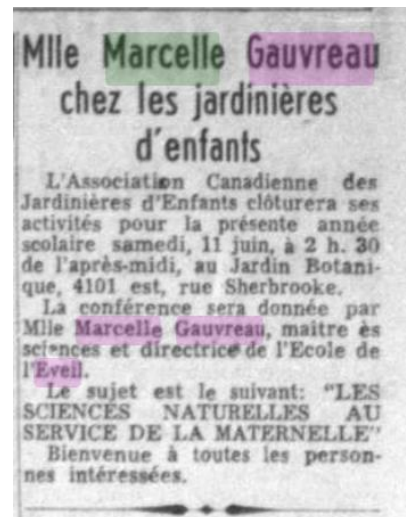 Mlle Marcelle Gauvreau
chez les jardinières
d'enfants
L'Association Canadienne des
Jardinières d'Enfants clôturera ses
activités pour la présente année
scolaire samedi, 11 juin, à 2 h. 30
de l'après-midi, au Jardin Botani-
que, 4101 est, rue Sherbrooke.
La conférence sera donnée par
Mlle Marcelle Gauvreau, maitre ès
sciences et directrice de l'Ecole de
l'Eveil.
Le sujet est le suivant: "LES
SCIENCES NATURELLES AU
SERVICE DE LA MATERNELLE"
Bienvenue à toutes les person-
nes intéressées.